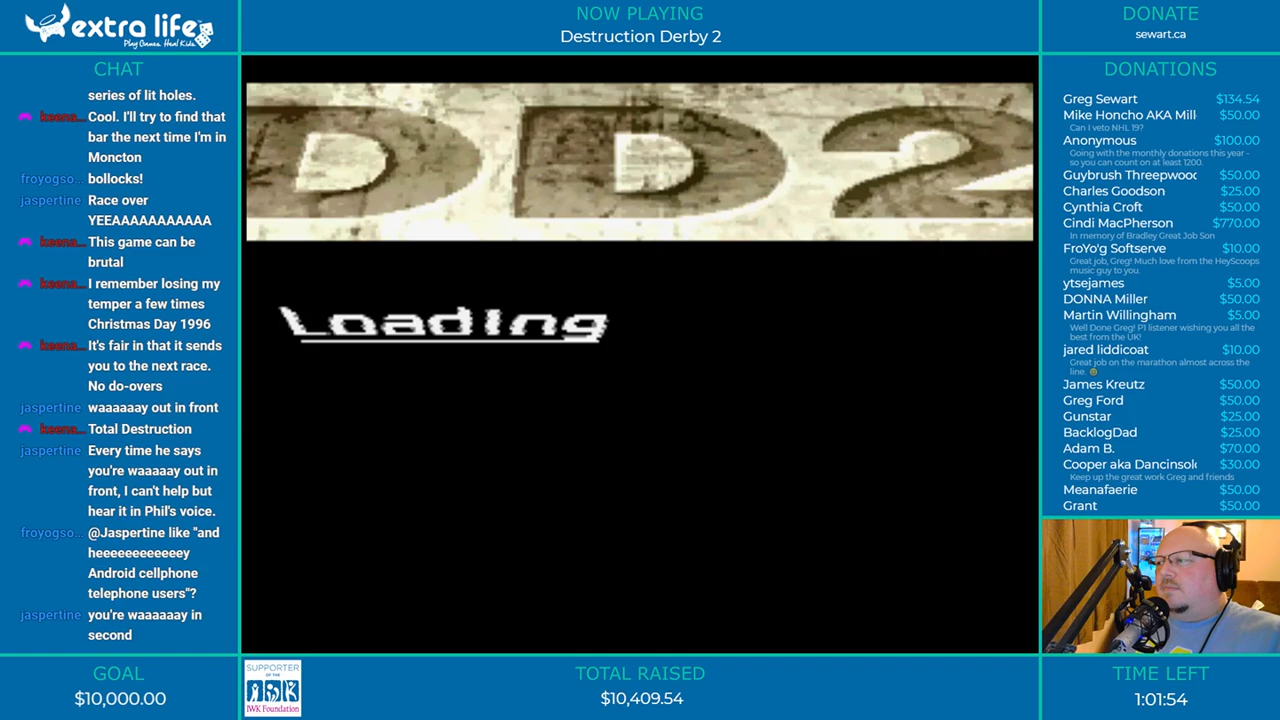 extra life
Play Games. Heal Kids.
NOW PLAYING
Destruction Derby 2
DONATE
sewart.ca
CHAT
series of lit holes.
keena... Cool. I'll try to find that
bar the next time I'm in
Moncton
froyogso... bollocks!
jaspertine Race over
YEEAAAAAAAAAAA
keena... This game can be
brutal
keena... I remember losing my
temper a few times
Christmas Day 1996
keena... It's fair in that it sends
you to the next race.
No do-overs
jaspertine waaaaaay out in front
keena... Total Destruction
jaspertine Every time he says
you're waaaaay out in
front, I can't help but
hear it in Phil's voice.
froyogso... @Jaspertine like "and
heeeeeeeeeeeey
Android cellphone
telephone users"?
jaspertine you're waaaaaay in
second
DD2
Loading
DONATIONS
Greg Sewart $134.54
Mike Honcho AKA Mill $50.00
Can I veto NHL 19?
Anonymous $100.00
Going with the monthly donations this year -
so you can count on at least 1200.
Guybrush Threepwooc $50.00
Charles Goodson $25.00
Cynthia Croft $50.00
Cindi MacPherson $770.00
In memory of Bradley Great Job Son
FroYo'g Softserve $10.00
Great job, Greg! Much love from the HeyScoops
music guy to you.
ytsejames $5.00
DONNA Miller $50.00
Martin Willingham $5.00
Well Done Greg! P1 listener wishing you all the
best from the UK!
jared liddicoat $10.00
Great job on the marathon almost across the
line. 😀
James Kreutz $50.00
Greg Ford $50.00
Gunstar $25.00
BacklogDad $25.00
Adam B. $70.00
Cooper aka Dancinsolo $30.00
Keep up the great work Greg and friends
Meanafaerie $50.00
Grant $50.00
GOAL
$10,000.00
SUPPORTER
OF THE
IWK
IWK Foundation
TOTAL RAISED
$10,409.54
TIME LEFT
1:01:54